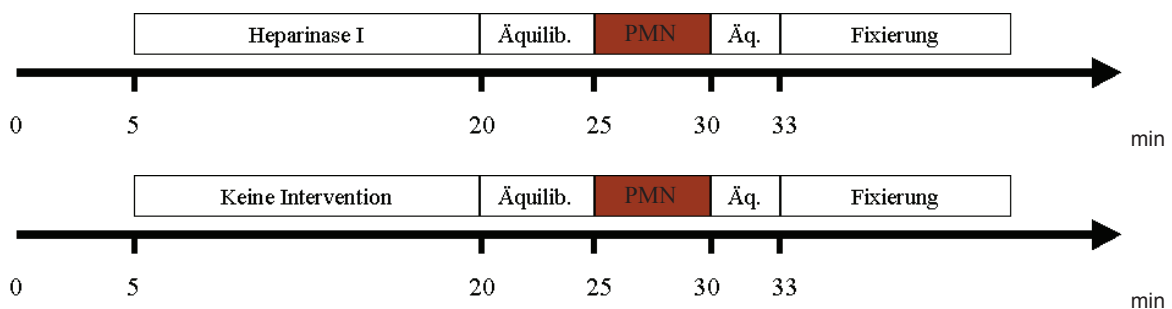 Heparinase I Äquilib. PMN Äq. Fixierung
0 5 20 25 30 33 min
Keine Intervention Äquilib. PMN Äq. Fixierung
0 5 20 25 30 33 min